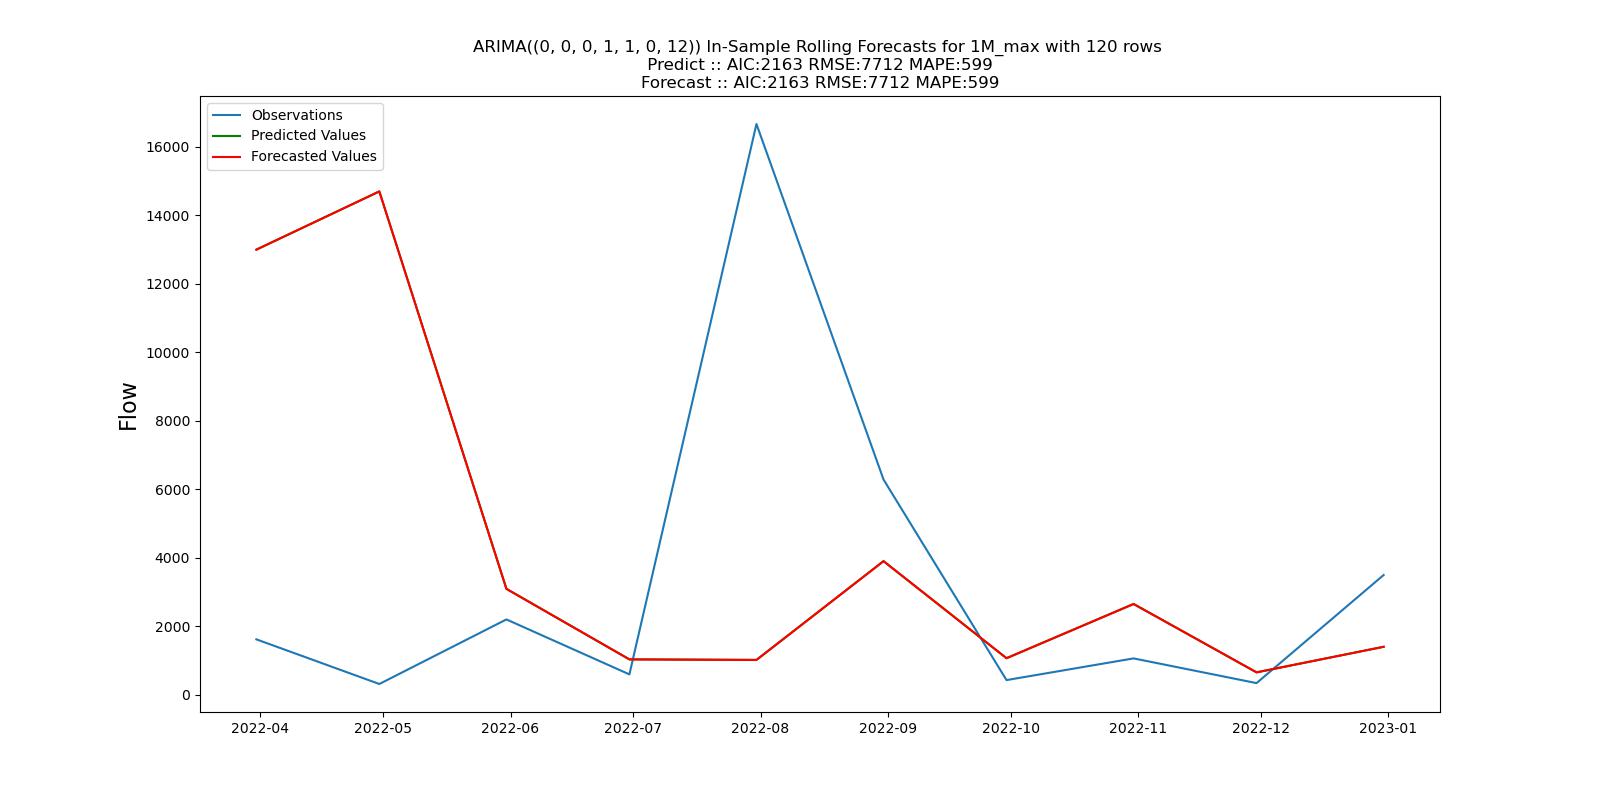 ARIMA((0, 0, 0, 1, 1, 0, 12)) In-Sample Rolling Forecasts for 1M_max with 120 rows
Predict :: AIC:2163 RMSE:7712 MAPE:599
Forecast :: AIC:2163 RMSE:7712 MAPE:599
Observations
Predicted Values
Forecasted Values
16000
14000
12000
10000
8000
6000
4000
2000
0
Flow
2022-04 2022-05 2022-06 2022-07 2022-08 2022-09 2022-10 2022-11 2022-12 2023-01